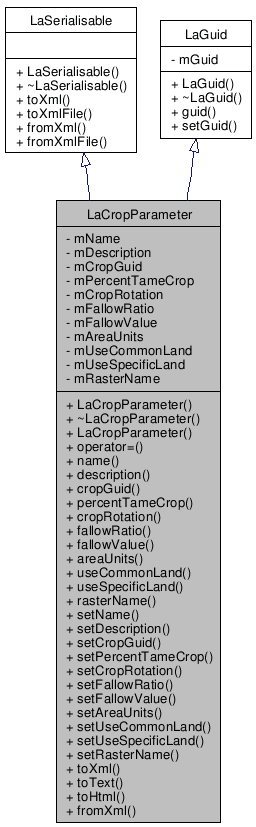 LaSerialisable
+ LaSerialisable()
+ ~LaSerialisable()
+ toXml()
+ toXmlFile()
+ fromXml()
+ fromXmlFile()
LaGuid
- mGuid
+ LaGuid()
+ ~LaGuid()
+ guid()
+ setGuid()
LaCropParameter
- mName
- mDescription
- mCropGuid
- mPercentTameCrop
- mCropRotation
- mFallowRatio
- mFallowValue
- mAreaUnits
- mUseCommonLand
- mUseSpecificLand
- mRasterName
+ LaCropParameter()
+ ~LaCropParameter()
+ LaCropParameter()
+ operator=()
+ name()
+ description()
+ cropGuid()
+ percentTameCrop()
+ cropRotation()
+ fallowRatio()
+ fallowValue()
+ areaUnits()
+ useCommonLand()
+ useSpecificLand()
+ rasterName()
+ setName()
+ setDescription()
+ setCropGuid()
+ setPercentTameCrop()
+ setCropRotation()
+ setFallowRatio()
+ setFallowValue()
+ setAreaUnits()
+ setUseCommonLand()
+ setUseSpecificLand()
+ setRasterName()
+ toXml()
+ toText()
+ toHtml()
+ fromXml()